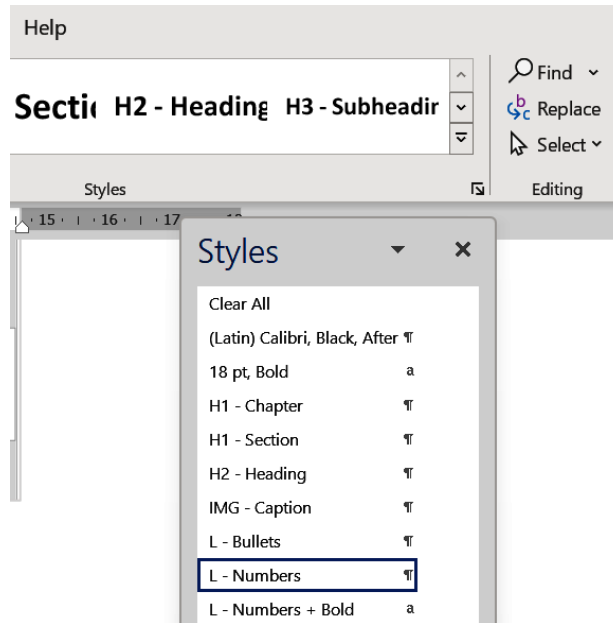 Help
Find
Secti H2 - Heading H3 - Subheadir
Replace
Select
Styles Editing
15 16 17
Styles
Clear All
(Latin) Calibri, Black, After ¶
18 pt, Bold a
H1 - Chapter ¶
H1 - Section ¶
H2 - Heading ¶
IMG - Caption ¶
L - Bullets ¶
L - Numbers ¶
L - Numbers + Bold a